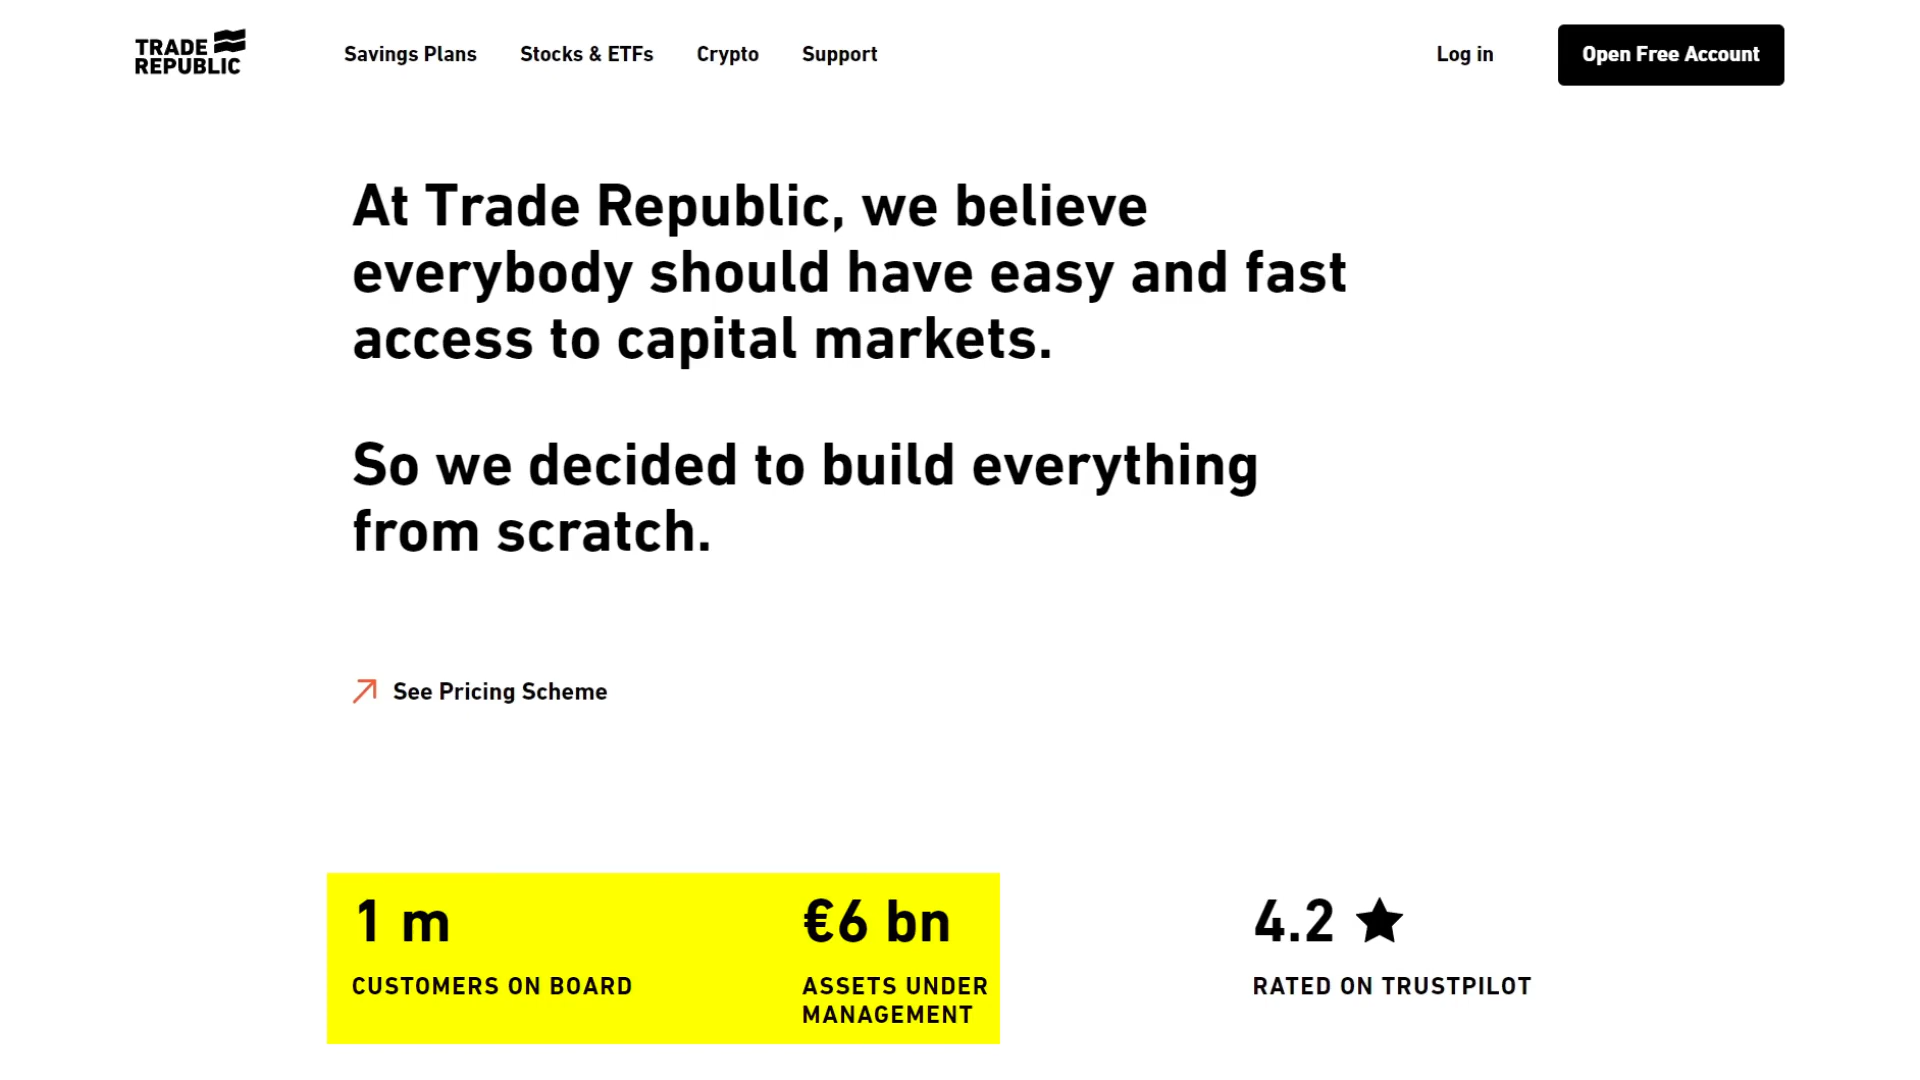 TRADE
REPUBLIC
Savings Plans
Stocks & ETFs
Crypto
Support
Log in
Open Free Account
At Trade Republic, we believe
everybody should have easy and fast
access to capital markets.
So we decided to build everything
from scratch.
See Pricing Scheme
1 m
CUSTOMERS ON BOARD
€6 bn
ASSETS UNDER
MANAGEMENT
4.2
RATED ON TRUSTPILOT